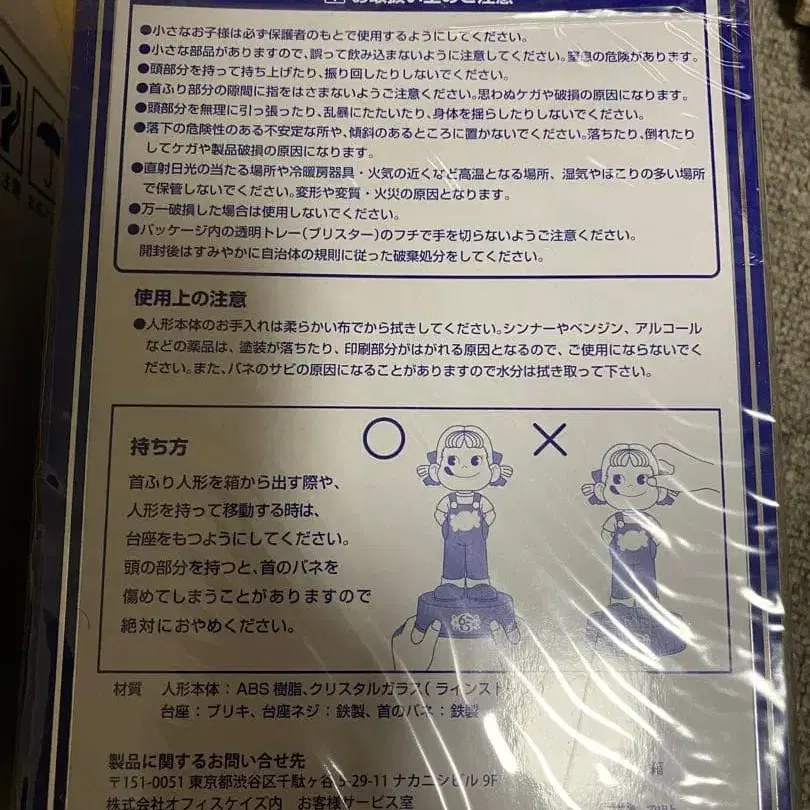 お取扱い上のご注意
●小さなお子様は必ず保護者のもとで使用するようにしてください。
●小さな部品がありますので、誤って飲み込まないように注意してください。窒息の危険があります。
●頭部分を持って持ち上げたり、振り回したりしないでください。
●首ふり部分の隙間に指をはさまないようご注意ください。思わぬケガや破損の原因になります。
●頭部分を無理に引っ張ったり、乱暴にたたいたり、身体を揺らしたりしないでください。
●落下の危険性のある不安定な所や、傾斜のあるところに置かないでください。落ちたり、倒れたり
してケガや製品破損の原因になります。
●直射日光の当たる場所や冷暖房器具・火気の近くなど高温となる場所、湿気やほこりの多い場所
で保管しないでください。変形や変質・火災の原因となります。
●万一破損した場合は使用しないでください。
●パッケージ内の透明トレー(ブリスター)のフチで手を切らないようご注意ください。
開封後はすみやかに自治体の規則に従った破棄処分をしてください。
使用上の注意
●人形本体のお手入れは柔らかい布でから拭きしてください。シンナーやベンジン、アルコール
などの薬品は、塗装が落ちたり、印刷部分がはがれる原因となるので、ご使用にならないでく
ださい。また、バネのサビの原因になることがありますので水分は拭き取って下さい。
持ち方
首ふり人形を箱から出す際や、
人形を持って移動する時は、
台座をもつようにしてください。
頭の部分を持つと、首のバネを
傷めてしまうことがありますので
絶対におやめください。
材質 人形本体：ABS樹脂、クリスタルガラス(ラインス
台座：ブリキ、台座ネジ：鉄製、首のバネ：鉄製
製品に関するお問い合せ先
〒151-0051 東京都渋谷区千駄ヶ谷5-29-11 ナカニシビル9F
株式会社オフィスケイズ内 お客様サービス室